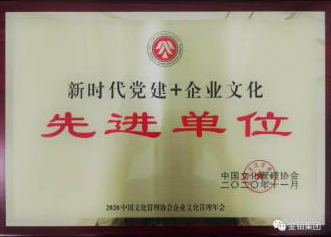 新时代党建+企业文化
先进单位
中国文化管理协会
二〇二〇年十一月
2020中国文化管理协会企业文化管理年会
金钼集团